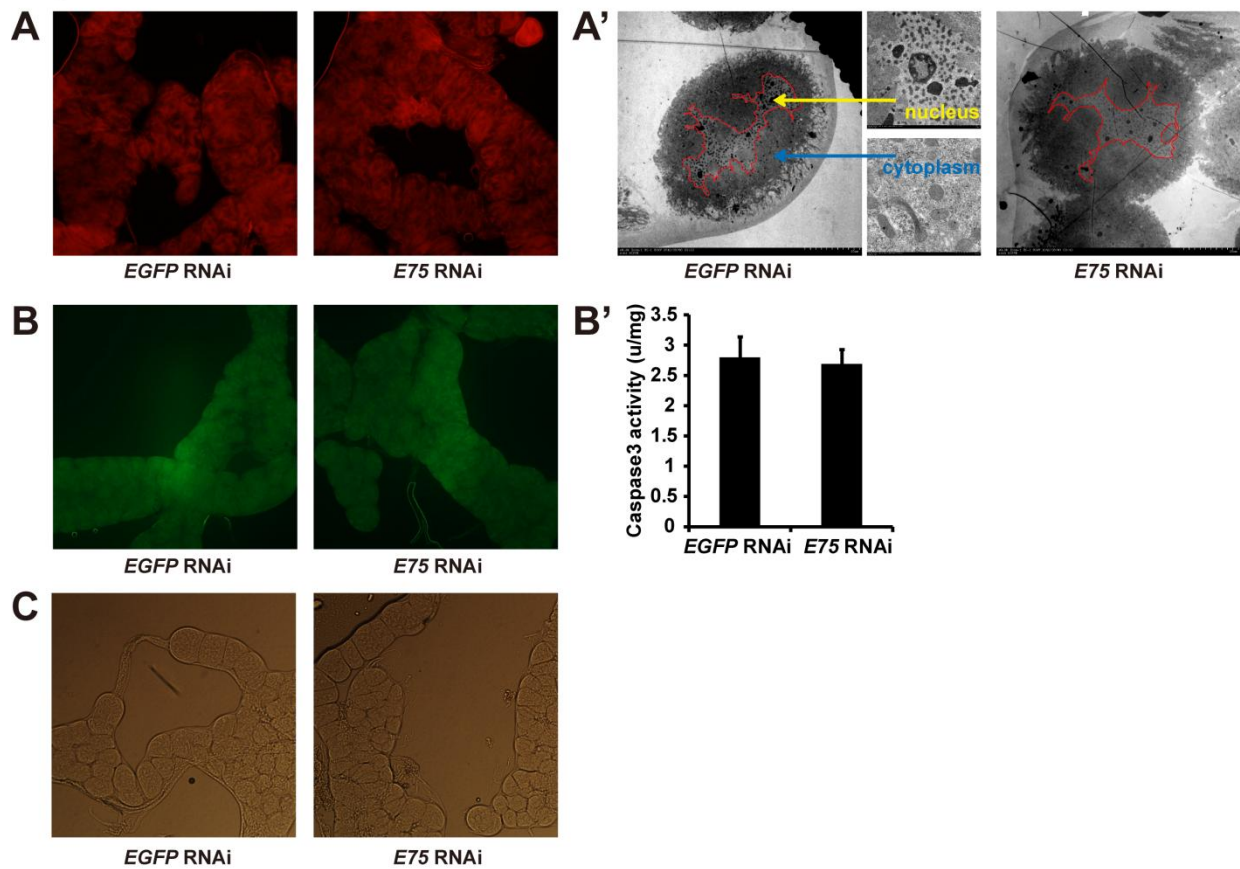 A
EGFP RNAi
E75 RNAi
A’
nucleus
cytoplasm
EGFP RNAi
E75 RNAi
B
EGFP RNAi
E75 RNAi
B’
Caspase3 activity (u/mg)
3.5
3
2.5
2
1.5
1
0.5
0
EGFP RNAi
E75 RNAi
C
EGFP RNAi
E75 RNAi